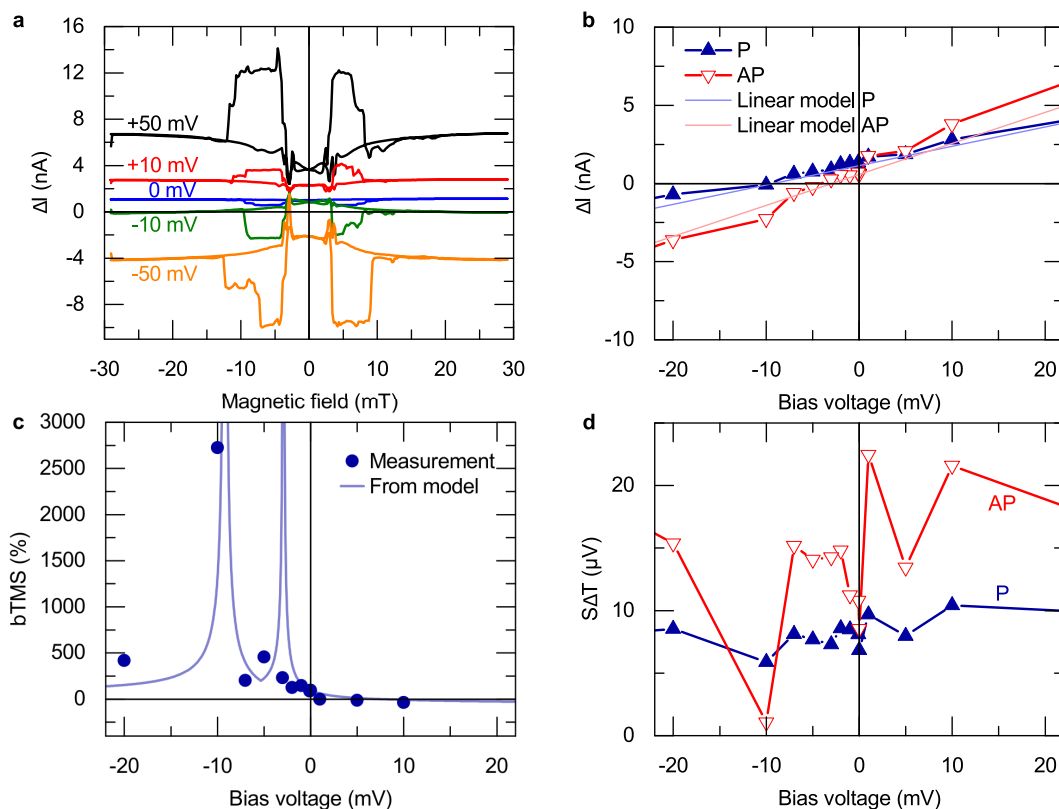 a
ΔI (nA)
16
12
8
4
0
-4
-8
+50 mV
+10 mV
0 mV
-10 mV
-50 mV
-30 -20 -10 0 10 20 30
Magnetic field (mT)
b
ΔI (nA)
10
5
0
-5
-10
P
AP
Linear model P
Linear model AP
-20 -10 0 10 20
Bias voltage (mV)
c
bTMS (%)
3000
2500
2000
1500
1000
500
0
Measurement
From model
-20 -10 0 10 20
Bias voltage (mV)
d
SΔT (µV)
20
10
0
AP
P
-20 -10 0 10 20
Bias voltage (mV)